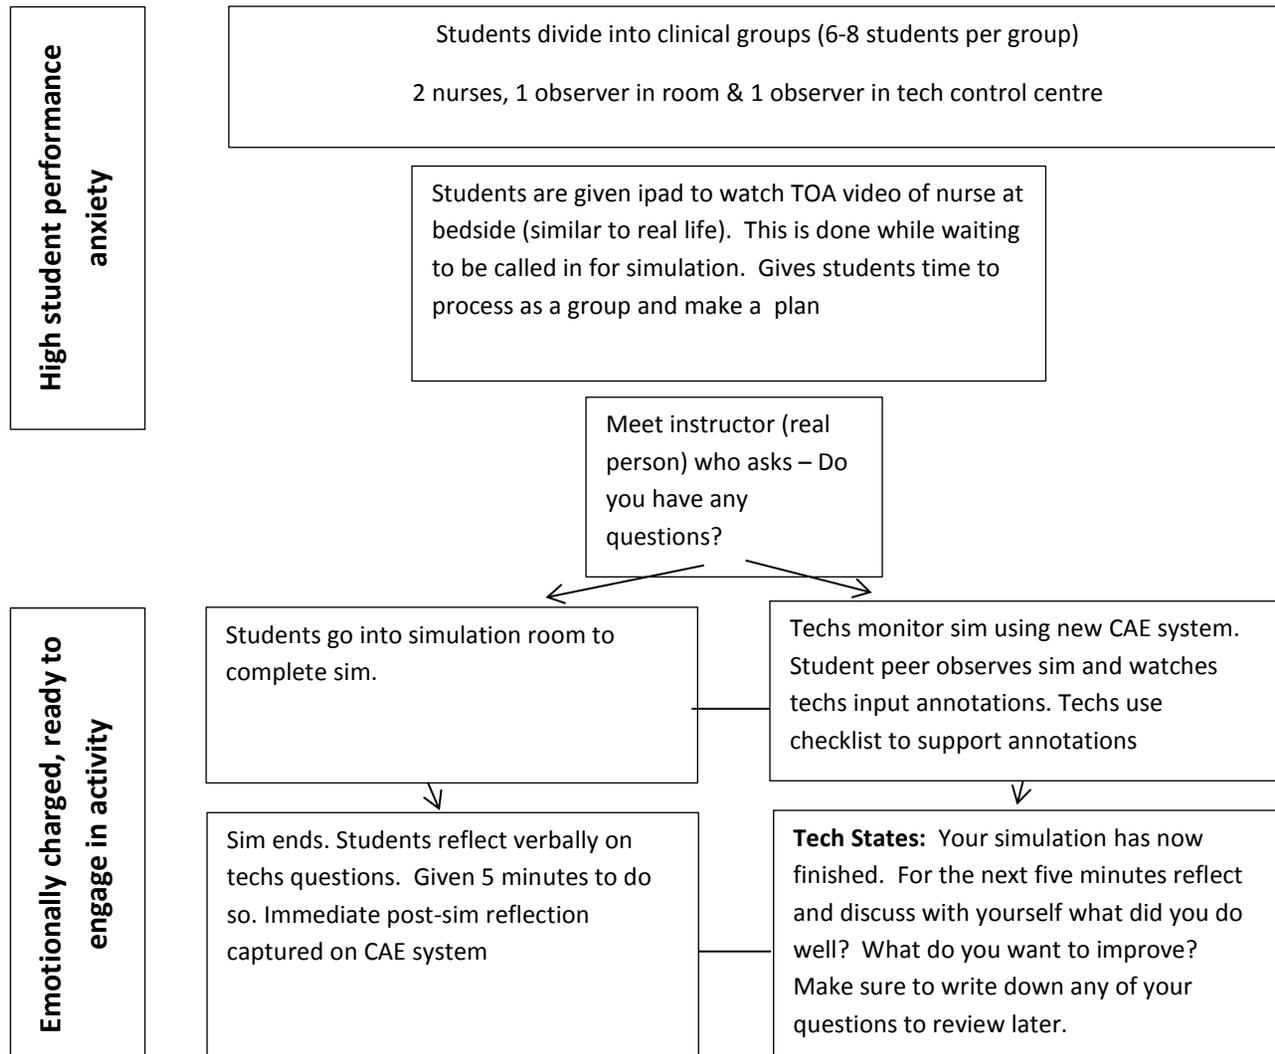 High student performance
anxiety
Students divide into clinical groups (6-8 students per group)
2 nurses, 1 observer in room & 1 observer in tech control centre
Students are given ipad to watch TOA video of nurse at
bedside (similar to real life).  This is done while waiting
to be called in for simulation.  Gives students time to
process as a group and make a  plan
Meet instructor (real
person) who asks – Do
you have any
questions?
Emotionally charged, ready to
engage in activity
Students go into simulation room to
complete sim.
Techs monitor sim using new CAE system.
Student peer observes sim and watches
techs input annotations. Techs use
checklist to support annotations
Sim ends. Students reflect verbally on
techs questions.  Given 5 minutes to do
so. Immediate post-sim reflection
captured on CAE system
Tech States:  Your simulation has now
finished.  For the next five minutes reflect
and discuss with yourself what did you do
well?  What do you want to improve?
Make sure to write down any of your
questions to review later.